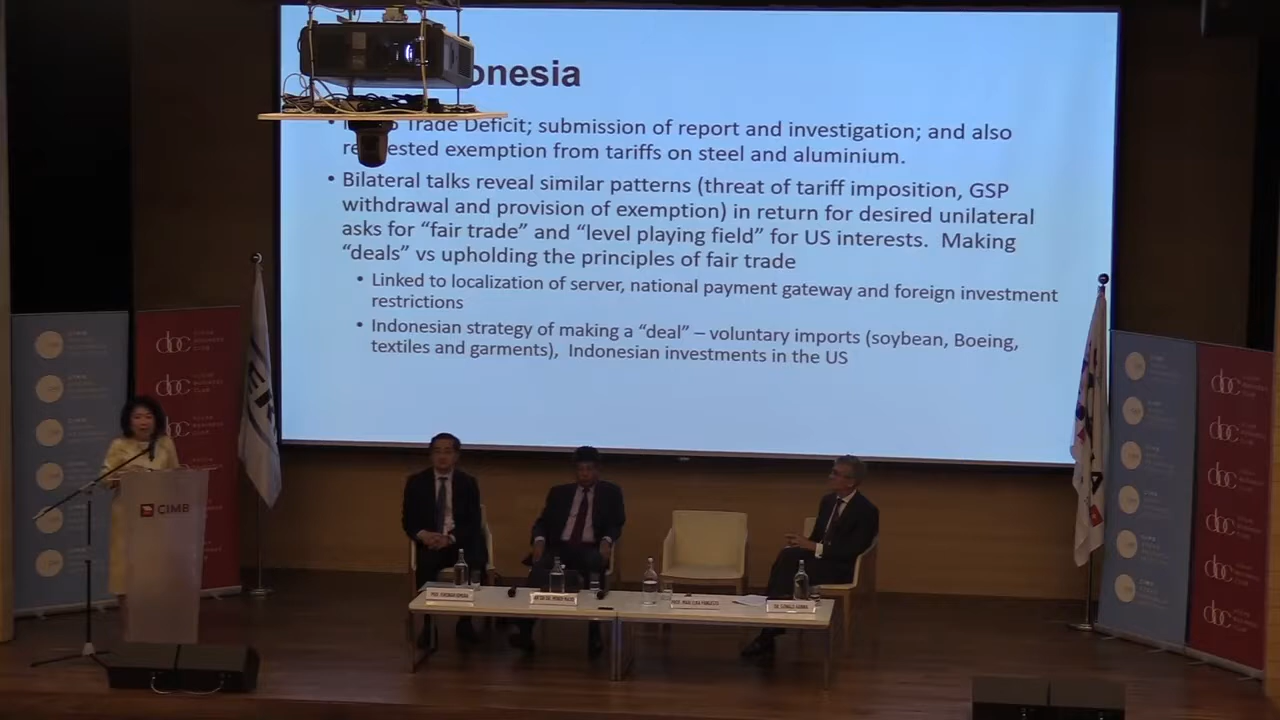 onesia
• Trade Deficit; submission of report and investigation; and also
exemption from tariffs on steel and aluminium.
• Bilateral talks reveal similar patterns (threat of tariff imposition, GSP
withdrawal and provision of exemption) in return for desired unilateral
asks for “fair trade” and “level playing field” for US interests. Making
“deals” vs upholding the principles of fair trade
• Linked to localization of server, national payment gateway and foreign investment
restrictions
• Indonesian strategy of making a “deal” – voluntary imports (soybean, Boeing,
textiles and garments), Indonesian investments in the US
CIMB